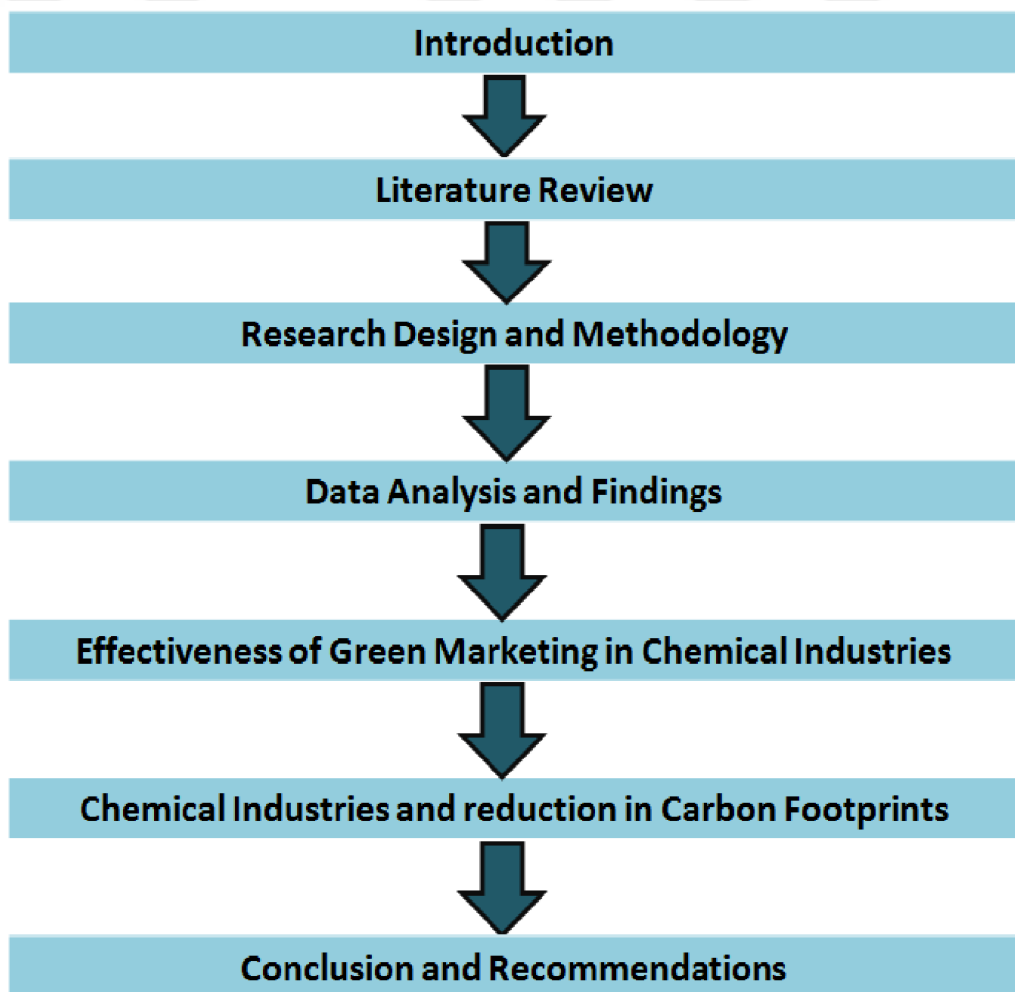 Introduction
Literature Review
Research Design and Methodology
Data Analysis and Findings
Effectiveness of Green Marketing in Chemical Industries
Chemical Industries and reduction in Carbon Footprints
Conclusion and Recommendations